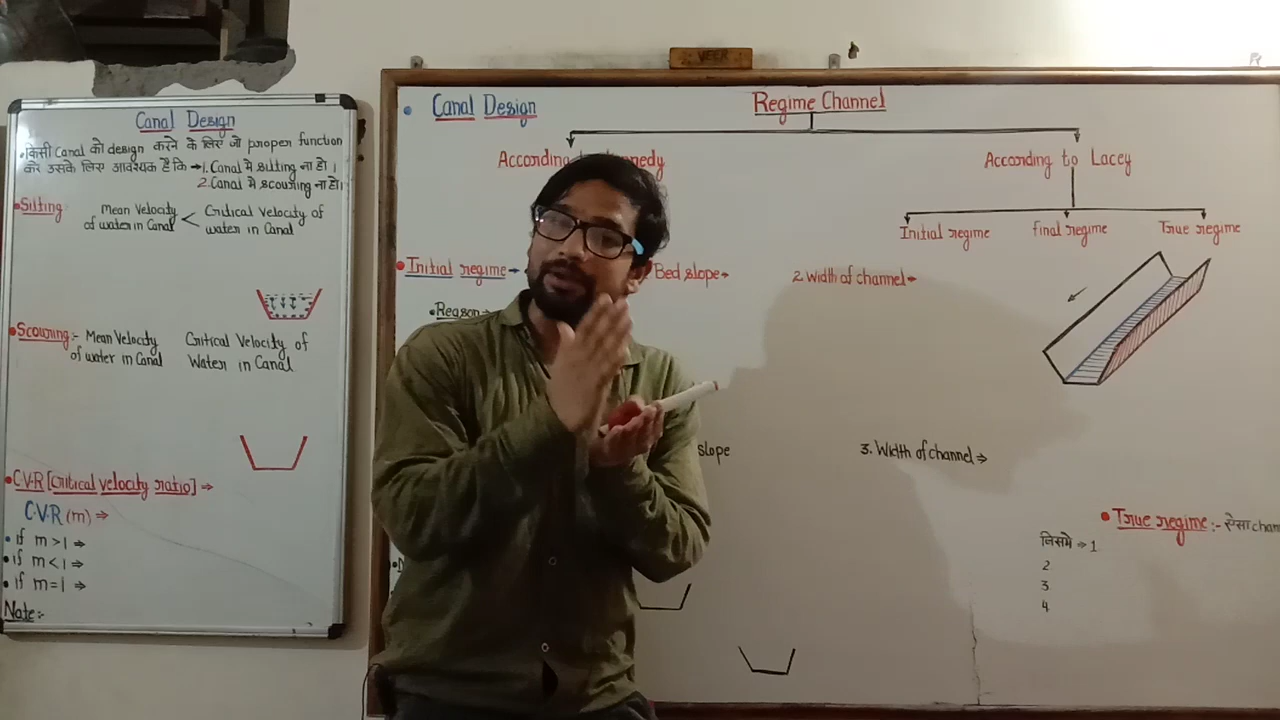 Canal Design
• किसी Canal को design करने के लिए जो proper function
करे उसके लिए आवश्यक है कि → 1. Canal मे silting ना हो।
2. Canal मे scouring ना हो।
• Silting:
Mean Velocity of water in Canal < Critical Velocity of water in Canal
• Scouring:- Mean Velocity of water in Canal
Critical Velocity of Water in Canal
• C.V.R [Critical velocity ratio] ⇒
C.V.R (m) ⇒
• if m > 1 ⇒
• if m < 1 ⇒
• if m = 1 ⇒
Note:-
VEER
• Canal Design
Regime Channel
According nedy
According to Lacey
Initial regime
final regime
True regime
• Initial regime →
Bed slope →
2. Width of channel →
• Reason →
slope
3. Width of channel ⇒
• True regime :- ऐसा chan
जिसमे ⇒ 1
2
3
4